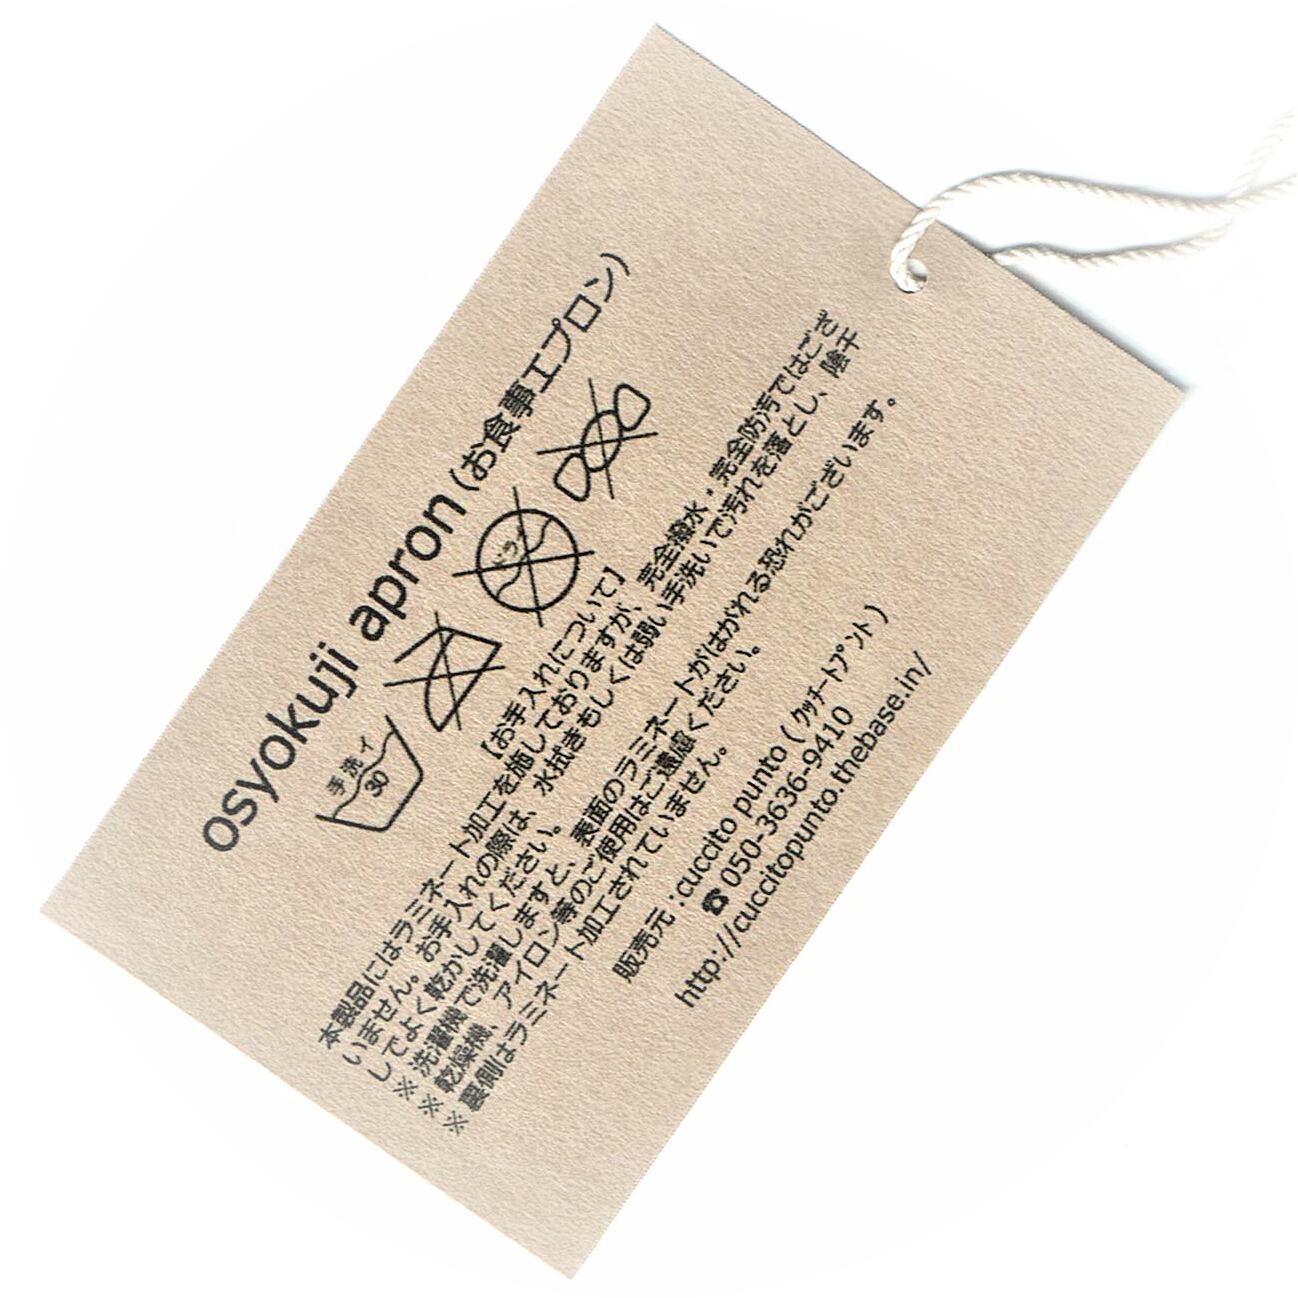 osyokuji apron(お食事エプロン)
手洗イ
30
ドライ
【お手入れについて】
本製品にはラミネート加工を施しておりますが、完全撥水・完全防汚ではござ
いません。お手入れの際は、水拭きもしくは弱い手洗いで汚れを落とし、陰干
してよく乾かしてください。
※洗濯機で洗濯しますと、表面のラミネートがはがれる恐れがございます。
※乾燥機、アイロン等のご使用はご遠慮ください。
※裏側はラミネート加工されていません。
販売元:cuccito punto(クッチートプント)
☎050-3636-9410
http://cuccitopunto.thebase.in/